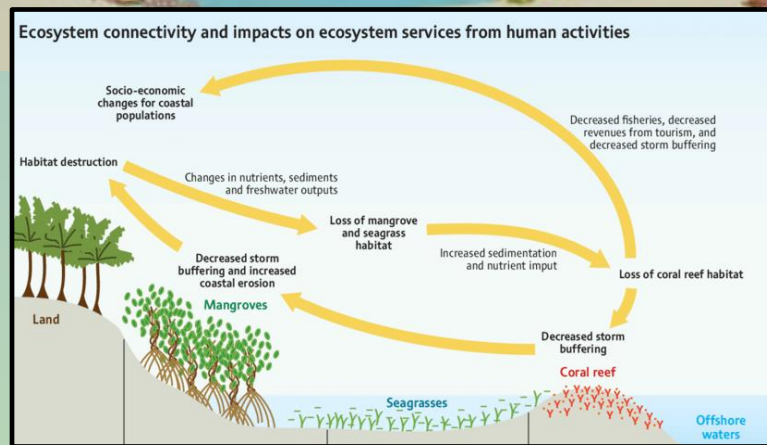 Ecosystem connectivity and impacts on ecosystem services from human activities
Socio-economic
changes for coastal
populations
Decreased fisheries, decreased
revenues from tourism, and
decreased storm buffering
Habitat destruction
Changes in nutrients, sediments
and freshwater outputs
Loss of mangrove
and seagrass
habitat
Increased sedimentation
and nutrient imput
Loss of coral reef habitat
Decreased storm
buffering and increased
coastal erosion
Mangroves
Land
Decreased storm
buffering
Coral reef
Seagrasses
Offshore
waters